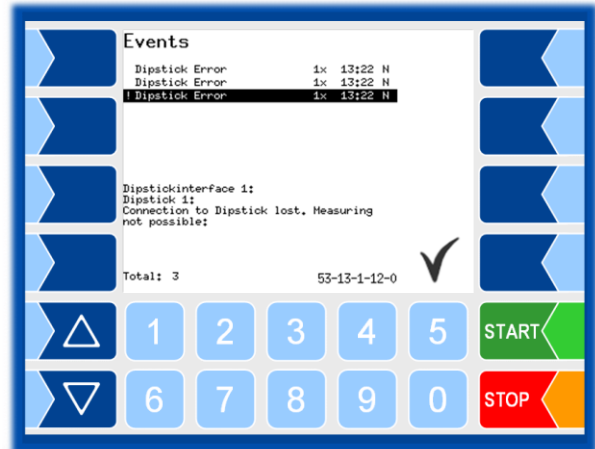 Events
Dipstick Error 1x 13:22 N
Dipstick Error 1x 13:22 N
! Dipstick Error 1x 13:22 N
Dipstickinterface 1:
Dipstick 1:
Connection to Dipstick lost. Measuring
not possible:
Total: 3 53-13-1-12-0
1 2 3 4 5 START
6 7 8 9 0 STOP